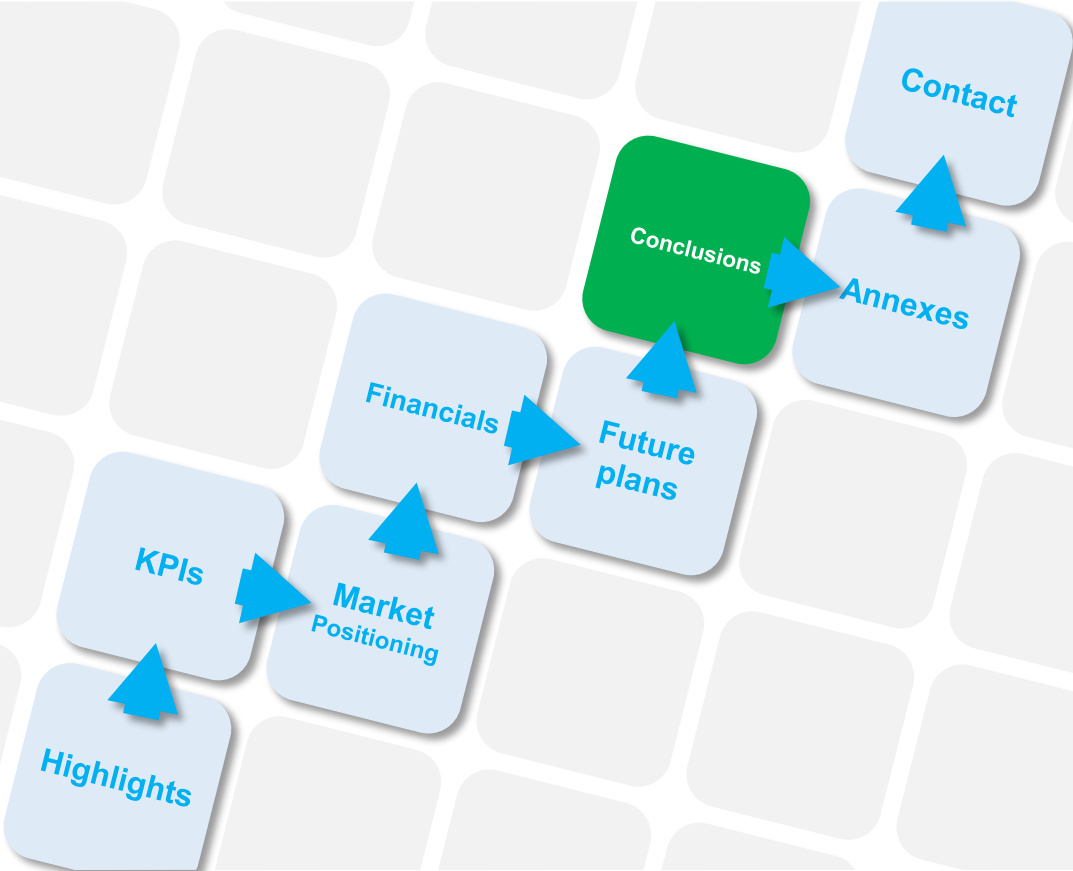 Contact
Conclusions
Annexes
Financials
Future
plans
KPIs
Market
Positioning
Highlights